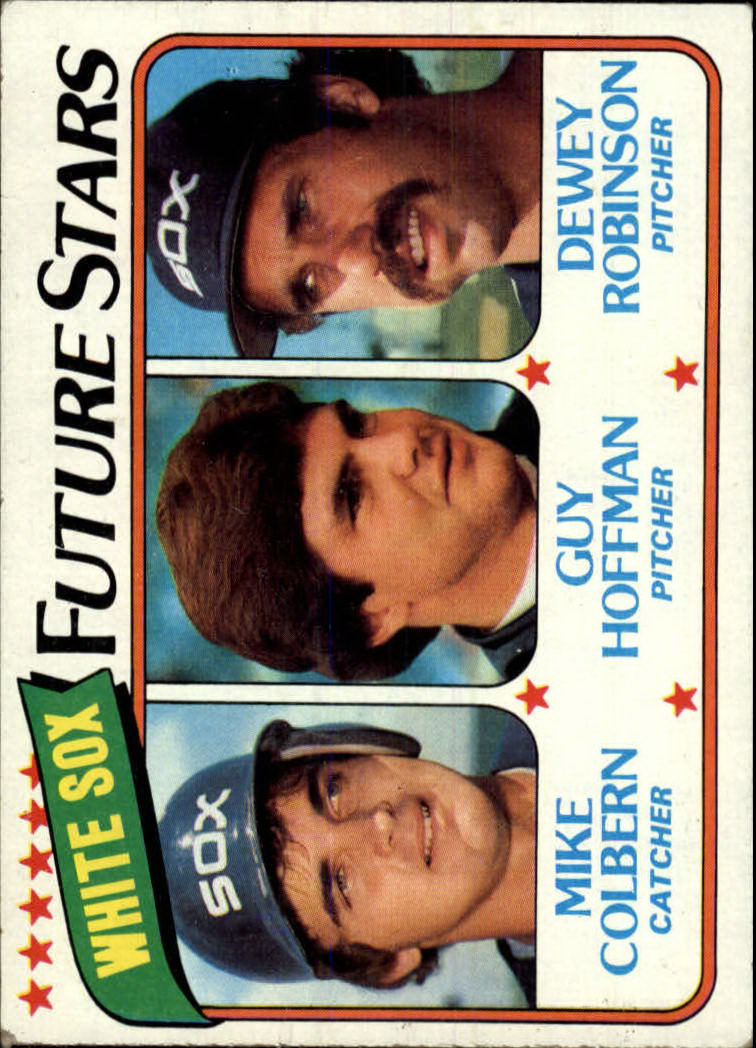 WHITE SOX
FUTURE STARS
SOX
SOX
MIKE
COLBERN
CATCHER
GUY
HOFFMAN
PITCHER
DEWEY
ROBINSON
PITCHER